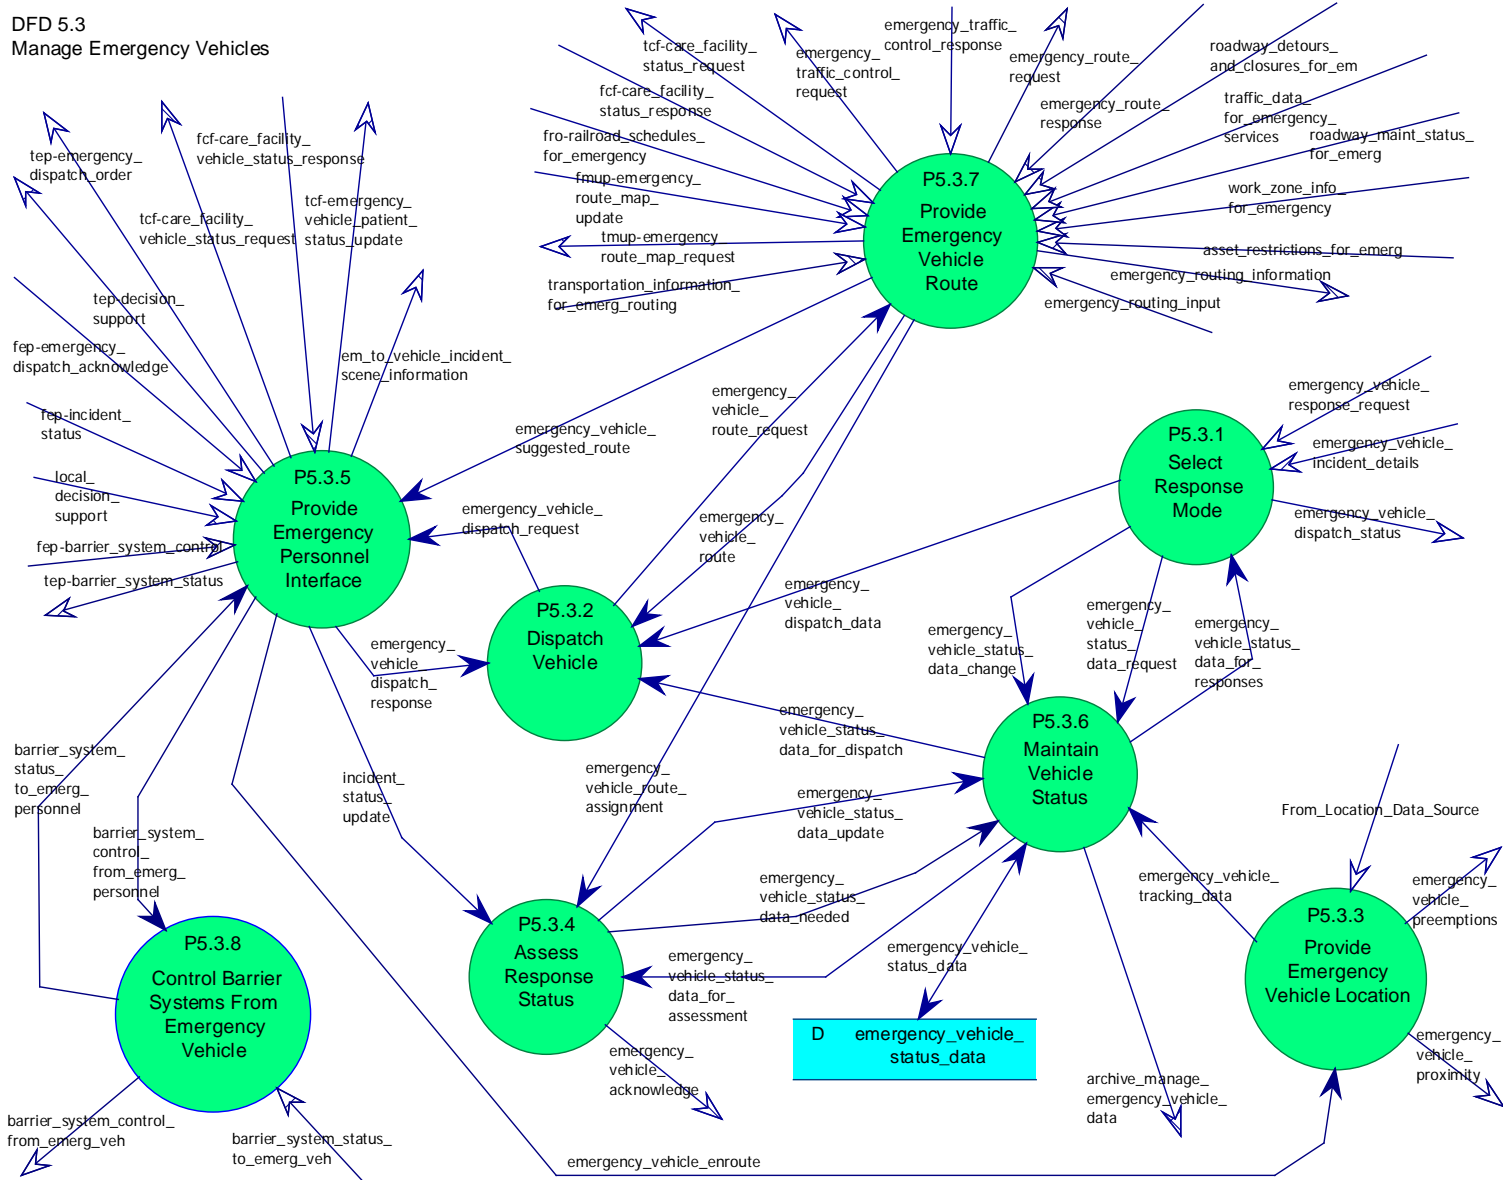 DFD 5.3
Manage Emergency Vehicles
tep-emergency_
dispatch_order
fcf-care_facility_
vehicle_status_response
tcf-care_facility_
vehicle_status_request
tcf-emergency_
vehicle_patient_
status_update
tep-decision_
support
fep-emergency_
dispatch_acknowledge
em_to_vehicle_incident_
scene_information
fep-incident_
status
local_
decision_
support
fep-barrier_system_control
tep-barrier_system_status
P5.3.5
Provide
Emergency
Personnel
Interface
tcf-care_facility_
status_request
emergency_
traffic_control_
request
emergency_traffic_
control_response
emergency_route_
request
emergency_route_
response
roadway_detours_
and_closures_for_em
traffic_data_
for_emergency_
services
roadway_maint_status_
for_emerg
work_zone_info_
for_emergency
asset_restrictions_for_emerg
emergency_routing_information
emergency_routing_input
fcf-care_facility_
status_response
fro-railroad_schedules_
for_emergency
fmup-emergency_
route_map_
update
tmup-emergency
route_map_request
transportation_information_
for_emerg_routing
P5.3.7
Provide
Emergency
Vehicle
Route
emergency_vehicle_
suggested_route
emergency_
vehicle_
route_request
emergency_vehicle_
dispatch_request
emergency_
vehicle_
route
emergency_vehicle_
response_request
emergency_vehicle_
incident_details
emergency_vehicle_
dispatch_status
P5.3.1
Select
Response
Mode
emergency_
vehicle_
dispatch_data
emergency_
vehicle_status_
data_change
emergency_
vehicle_
status_
data_request
emergency_
vehicle_status_
data_for_
responses
P5.3.2
Dispatch
Vehicle
emergency_
vehicle
dispatch_
response
emergency_
vehicle_status_
data_for_dispatch
P5.3.6
Maintain
Vehicle
Status
barrier_system_
status_
to_emerg_
personnel
barrier_system_
control_
from_emerg_
personnel
incident_
status_
update
emergency_
vehicle_route_
assignment
emergency_
vehicle_status_
data_update
emergency_
vehicle_status_
data_needed
From_Location_Data_Source
emergency_vehicle_
tracking_data
emergency_
vehicle_
preemptions
P5.3.3
Provide
Emergency
Vehicle Location
emergency_
vehicle_
proximity
P5.3.4
Assess
Response
Status
emergency_
vehicle_status_
data_for_
assessment
emergency_vehicle_
status_data
D emergency_vehicle_
status_data
P5.3.8
Control Barrier
Systems From
Emergency
Vehicle
emergency_
vehicle_
acknowledge
archive_manage_
emergency_vehicle_
data
barrier_system_control_
from_emerg_veh
barrier_system_status_
to_emerg_veh
emergency_vehicle_enroute